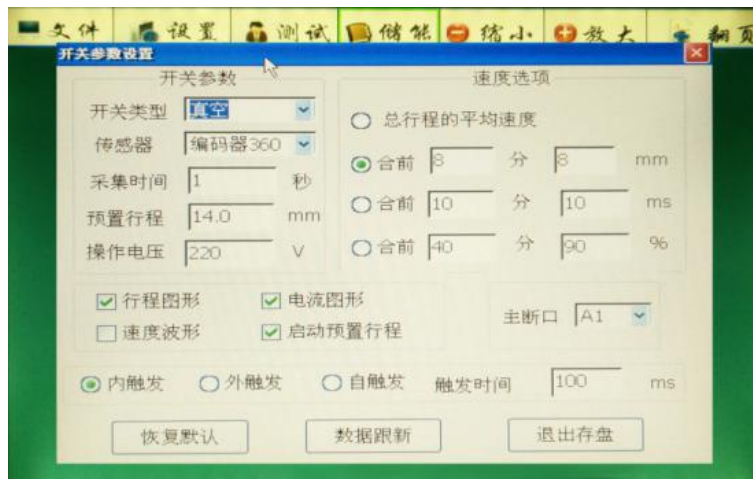 文件 设置 测试 储能 缩小 放大 翻页
开关参数设置
开关参数
开关类型 真空
传感器 编码器360
采集时间 1 秒
预置行程 14.0 mm
操作电压 220 V
速度选项
总行程的平均速度
合前 8 分 8 mm
合前 10 分 10 ms
合前 40 分 90 %
行程图形 电流图形
速度波形 启动预置行程
主断口 A1
内触发 外触发 自触发 触发时间 100 ms
恢复默认 数据跟新 退出存盘